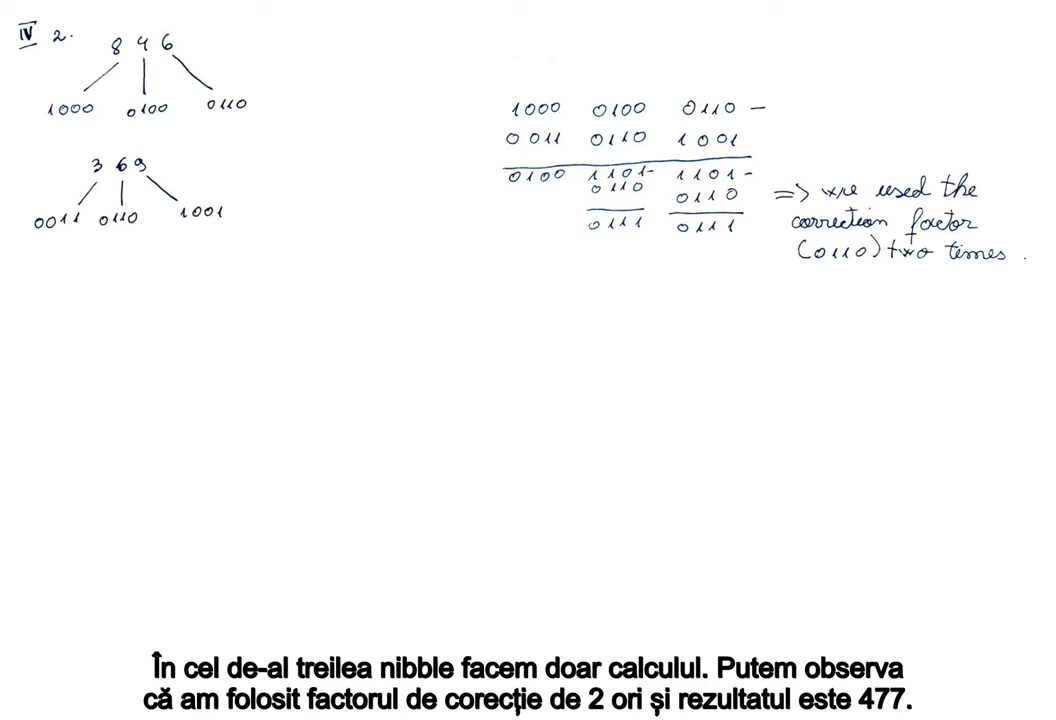 IV 2.
8 4 6
1000 0100 0110
3 6 9
0011 0110 1001
1000 0100 0110 -
0011 0110 1001
0100 1101- 1101-
0110 0110
0111 0111
=> we used the
correction factor
(0110) two times.
În cel de-al treilea nibble facem doar calculul. Putem observa
că am folosit factorul de corecție de 2 ori și rezultatul este 477.